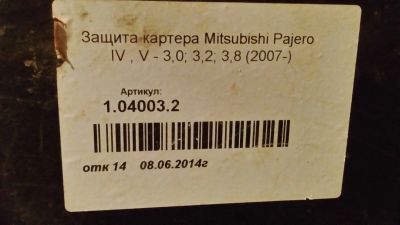 Защита картера Mitsubishi Pajero
IV , V - 3,0; 3,2; 3,8 (2007-)
Артикул:
1.04003.2
отк 14 08.06.2014г